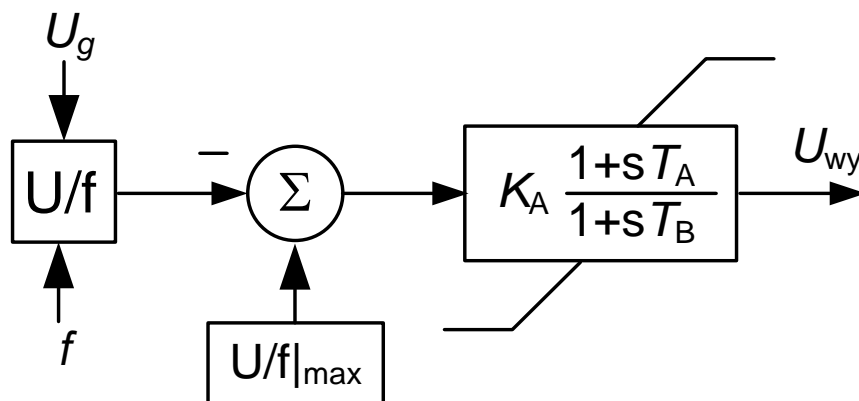 U_g
U/f
f
–
Σ
U/f|max
K_A (1+sT_A)/(1+sT_B)
U_wy